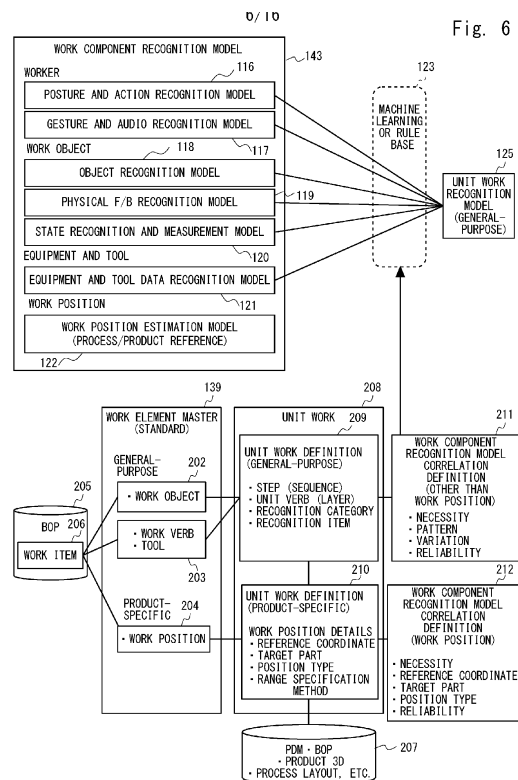 6/16
Fig. 6
WORK COMPONENT RECOGNITION MODEL
143
WORKER
116
POSTURE AND ACTION RECOGNITION MODEL
GESTURE AND AUDIO RECOGNITION MODEL
WORK OBJECT
118
117
OBJECT RECOGNITION MODEL
119
PHYSICAL F/B RECOGNITION MODEL
STATE RECOGNITION AND MEASUREMENT MODEL
EQUIPMENT AND TOOL
120
EQUIPMENT AND TOOL DATA RECOGNITION MODEL
WORK POSITION
121
WORK POSITION ESTIMATION MODEL
(PROCESS/PRODUCT REFERENCE)
122
123
MACHINE
LEARNING
OR RULE
BASE
125
UNIT WORK
RECOGNITION
MODEL
(GENERAL-
PURPOSE)
139
WORK ELEMENT MASTER
(STANDARD)
GENERAL-
PURPOSE
202
・WORK OBJECT
・WORK VERB
・TOOL
203
PRODUCT-
SPECIFIC
204
・WORK POSITION
205
BOP
206
WORK ITEM
208
UNIT WORK
209
UNIT WORK DEFINITION
(GENERAL-PURPOSE)
・STEP (SEQUENCE)
・UNIT VERB (LAYER)
・RECOGNITION CATEGORY
・RECOGNITION ITEM
210
UNIT WORK DEFINITION
(PRODUCT-SPECIFIC)
WORK POSITION DETAILS
・REFERENCE COORDINATE
・TARGET PART
・POSITION TYPE
・RANGE SPECIFICATION
METHOD
211
WORK COMPONENT
RECOGNITION MODEL
CORRELATION
DEFINITION
(OTHER THAN
WORK POSITION)
・NECESSITY
・PATTERN
・VARIATION
・RELIABILITY
212
WORK COMPONENT
RECOGNITION MODEL
CORRELATION
DEFINITION
(WORK POSITION)
・NECESSITY
・REFERENCE COORDINATE
・TARGET PART
・POSITION TYPE
・RELIABILITY
PDM・BOP
・PRODUCT 3D
・PROCESS LAYOUT, ETC.
207